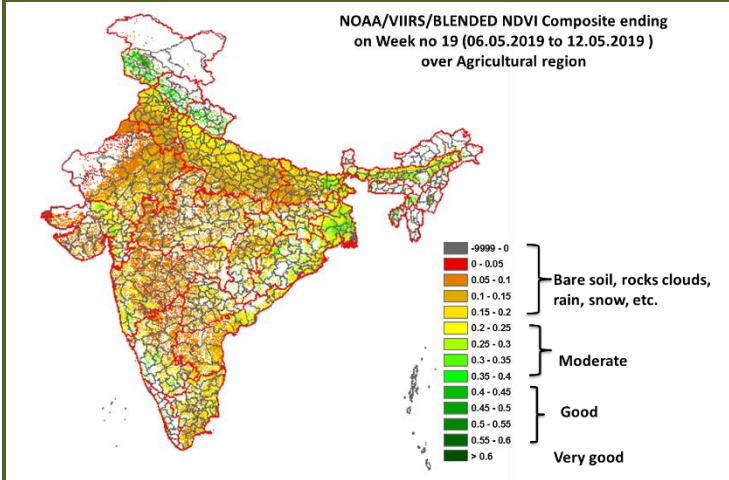 NOAA/VIIRS/BLENDED NDVI Composite ending
on Week no 19 (06.05.2019 to 12.05.2019 )
over Agricultural region
-9999 - 0
0 - 0.05
0.05 - 0.1
0.1 - 0.15
0.15 - 0.2
0.2 - 0.25
0.25 - 0.3
0.3 - 0.35
0.35 - 0.4
0.4 - 0.45
0.45 - 0.5
0.5 - 0.55
0.55 - 0.6
> 0.6
Bare soil, rocks clouds,
rain, snow, etc.
Moderate
Good
Very good